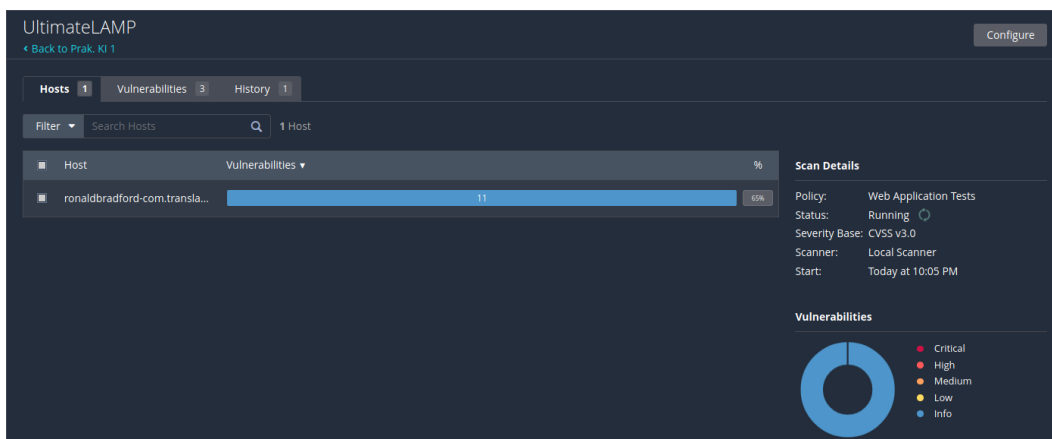 UltimateLAMP
Back to Prak. KI 1
Configure
Hosts 1 Vulnerabilities 3 History 1
Filter Search Hosts 1 Host
Host Vulnerabilities %
ronaldbradford-com.transla... 11 65%
Scan Details
Policy: Web Application Tests
Status: Running
Severity Base: CVSS v3.0
Scanner: Local Scanner
Start: Today at 10:05 PM
Vulnerabilities
Critical
High
Medium
Low
Info